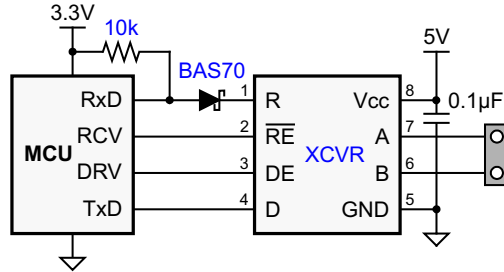 3.3V
10k
5V
BAS70
0.1µF
RxD
1
R
Vcc
8
RCV
2
RE
A
7
MCU
XCVR
DRV
3
DE
B
6
TxD
4
D
GND
5